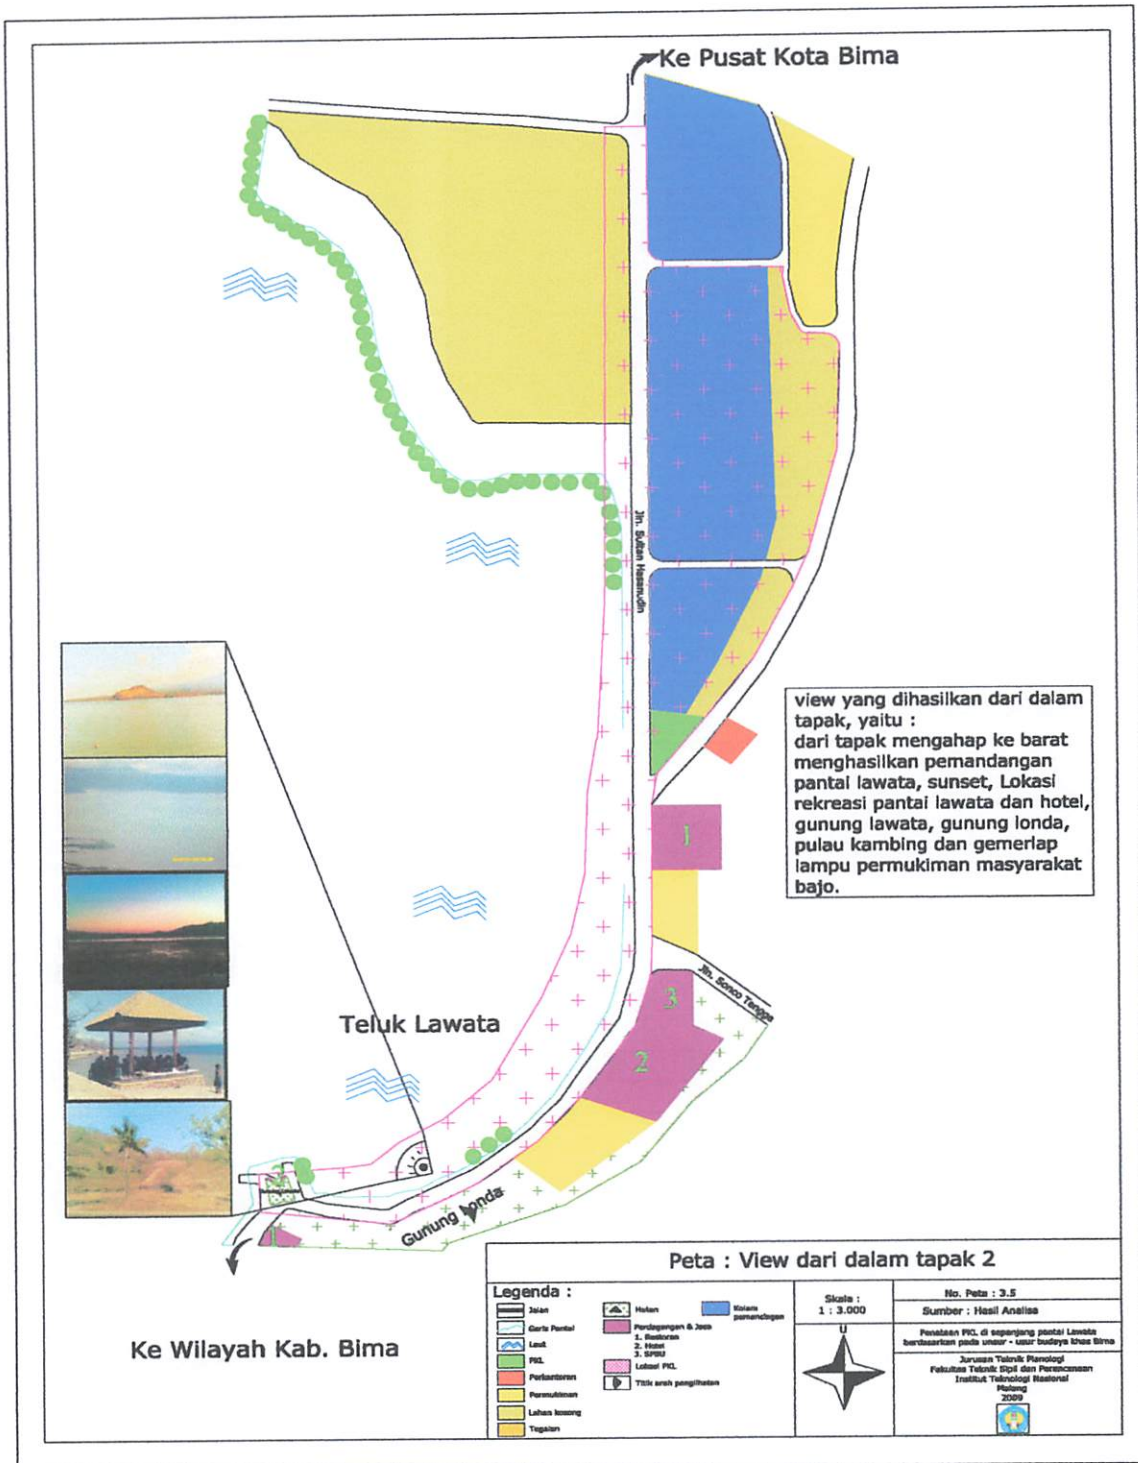 Ke Pusat Kota Bima
Jln. Sultan Hasanudin
view yang dihasilkan dari dalam
tapak, yaitu :
dari tapak mengahap ke barat
menghasilkan pemandangan
pantai lawata, sunset, Lokasi
rekreasi pantai lawata dan hotel,
gunung lawata, gunung londa,
pulau kambing dan gemerlap
lampu permukiman masyarakat
bajo.
1
Jln. Sonco Tengge
3
2
Teluk Lawata
Gunung Londa
1
Ke Wilayah Kab. Bima
Peta : View dari dalam tapak 2
Legenda :
Jalan
Garis Pantai
Laut
PKL
Perkantoran
Permukiman
Lahan kosong
Tegalan
Hutan
Perdagangan & Jasa
1. Restoran
2. Hotel
3. SPBU
Lokasi PKL
Titik arah penglihatan
Kolam
pemancingan
Skala :
1 : 3.000
U
No. Peta : 3.5
Sumber : Hasil Analisa
Penataan PKL di sepanjang pantai Lawata
berdasarkan pada unsur - usur budaya khas Bima
Jurusan Teknik Planologi
Fakultas Teknik Sipil dan Perencanaan
Institut Teknologi Nasional
Malang
2009